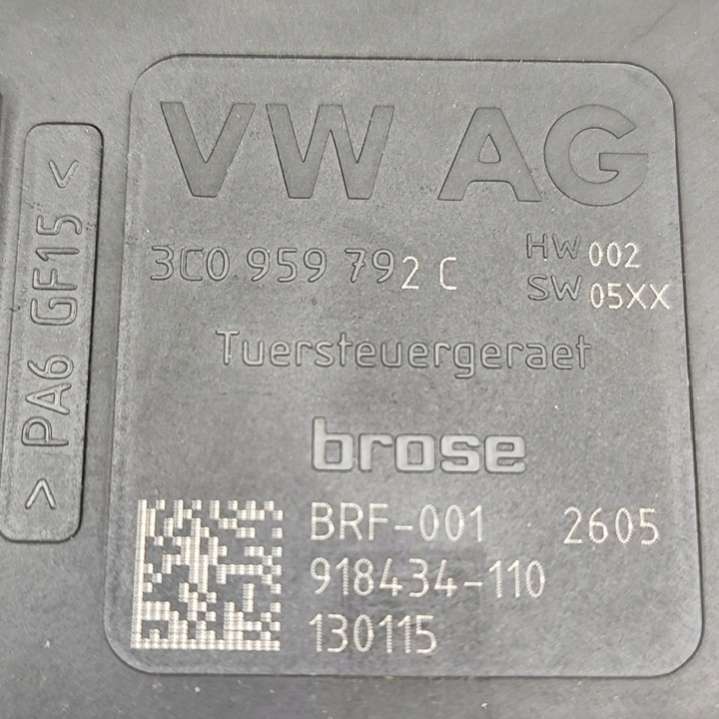 VW AG
3C0 959 792 C
HW 002
SW 05XX
Tuersteuergeraet
brose
BRF-001 2605
918434-110
130115
> PA6 GF15 <